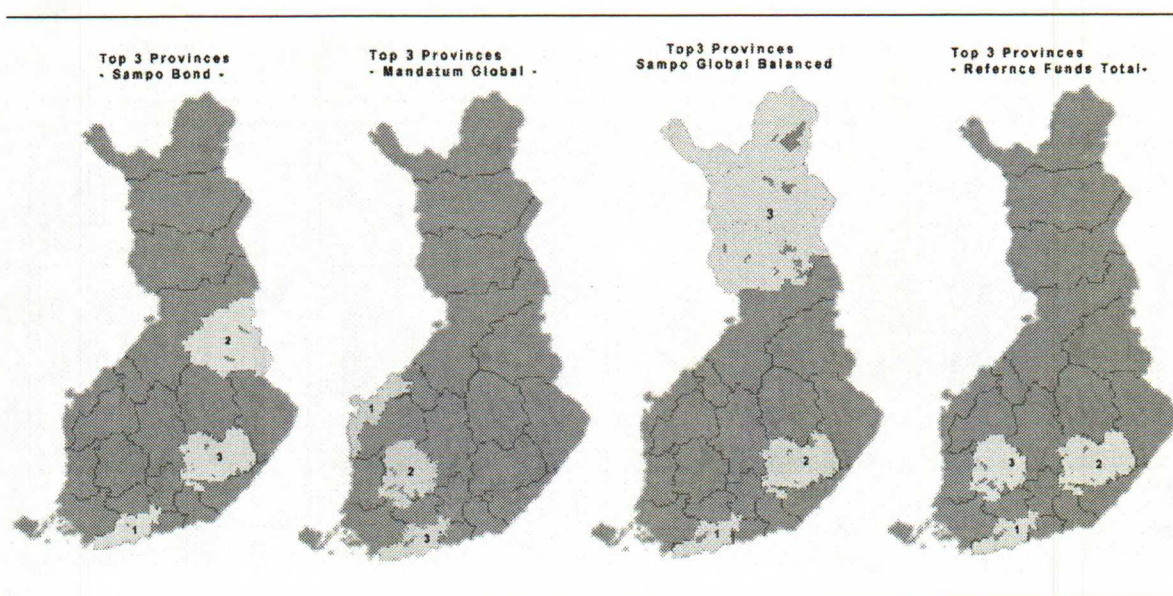 Top 3 Provinces
- Sampo Bond -
Top 3 Provinces
- Mandatum Global -
Top3 Provinces
Sampo Global Balanced
Top 3 Provinces
- Refernce Funds Total-
2
3
1
1
2
3
3
2
1
3
2
1